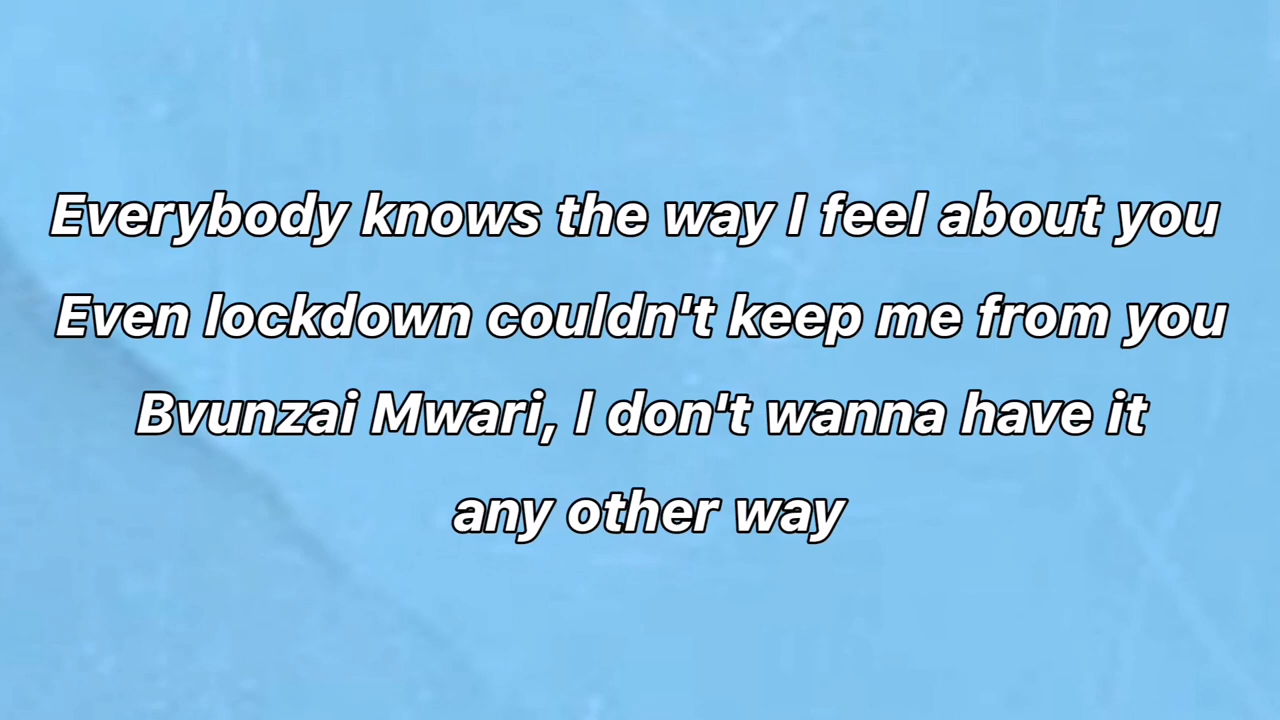 Everybody knows the way I feel about you
Even lockdown couldn't keep me from you
Bvunzai Mwari, I don't wanna have it
any other way